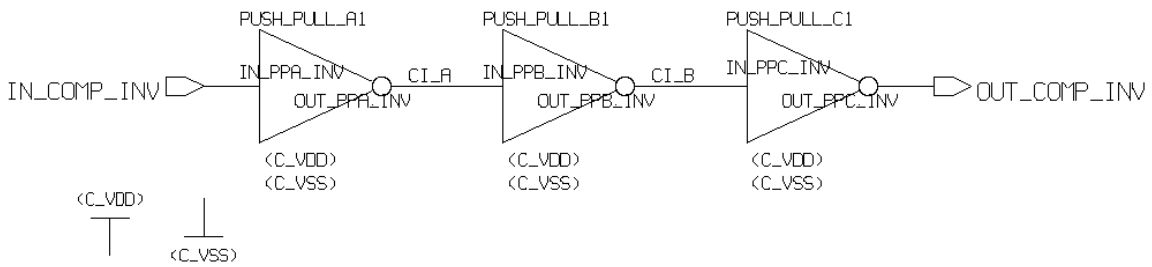 PUSH_PULL_A1
PUSH_PULL_B1
PUSH_PULL_C1
IN_COMP_INV
IN_PPA_INV
OUT_PPA_INV
CI_A
IN_PPB_INV
OUT_PPB_INV
CI_B
IN_PPC_INV
OUT_PPC_INV
OUT_COMP_INV
(C_VDD)
(C_VSS)
(C_VDD)
(C_VSS)
(C_VDD)
(C_VSS)
(C_VDD)
(C_VSS)